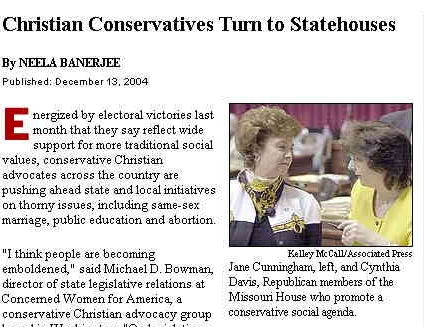 Christian Conservatives Turn to Statehouses
By NEELA BANERJEE
Published: December 13, 2004
Energized by electoral victories last
month that they say reflect wide
support for more traditional social
values, conservative Christian
advocates across the country are
pushing ahead state and local initiatives
on thorny issues, including same-sex
marriage, public education and abortion.
"I think people are becoming
emboldened," said Michael D. Bowman,
director of state legislative relations at
Concerned Women for America, a
conservative Christian advocacy group
Kelley McCall/Associated Press
Jane Cunningham, left, and Cynthia
Davis, Republican members of the
Missouri House who promote a
conservative social agenda.